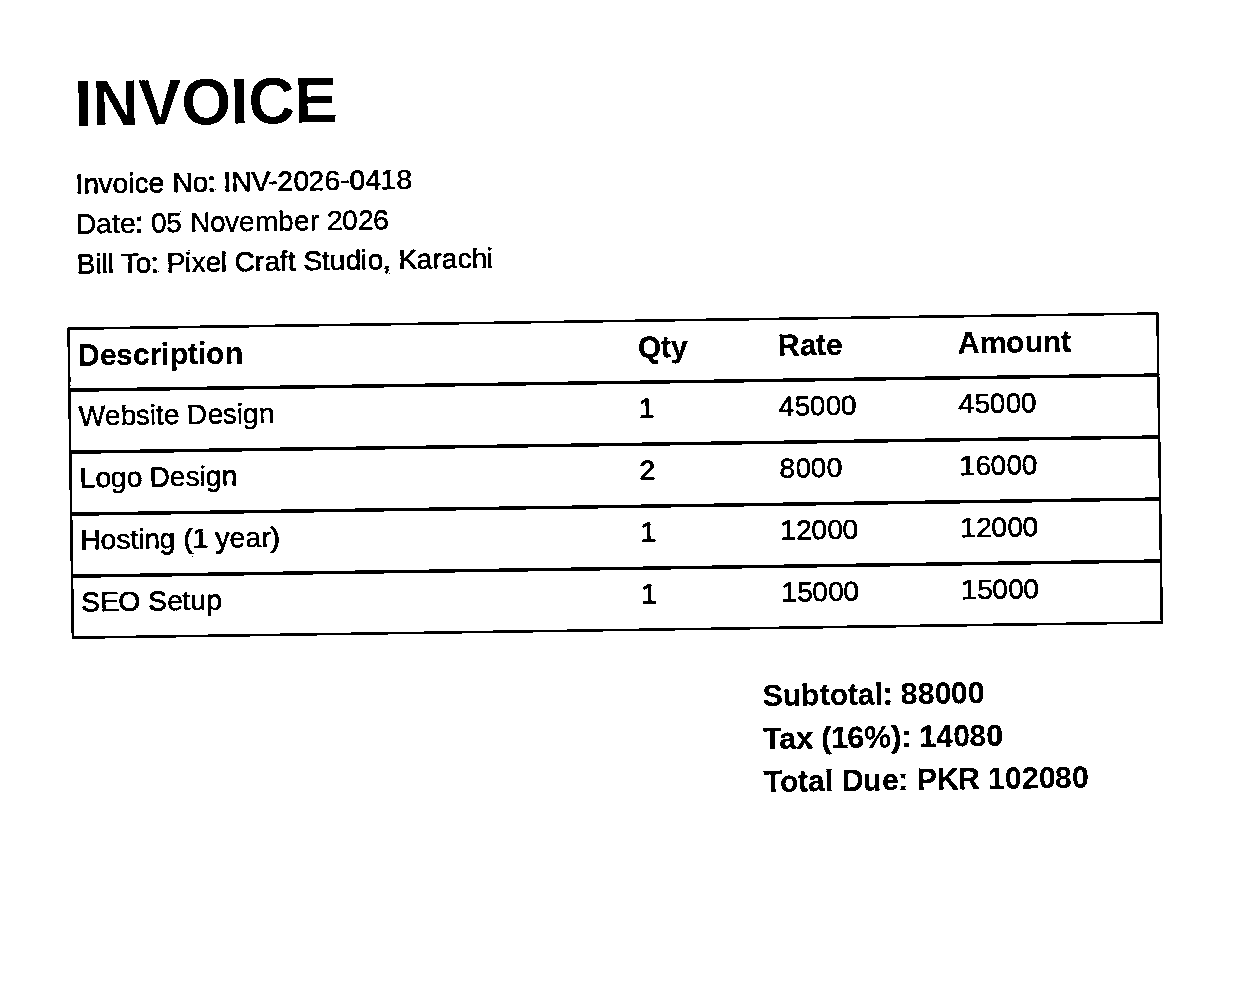 INVOICE
Invoice No: INV-2026-0418
Date: 05 November 2026
Bill To: Pixel Craft Studio, Karachi
Description Qty Rate Amount
Website Design 1 45000 45000
Logo Design 2 8000 16000
Hosting (1 year) 1 12000 12000
SEO Setup 1 15000 15000
Subtotal: 88000
Tax (16%): 14080
Total Due: PKR 102080